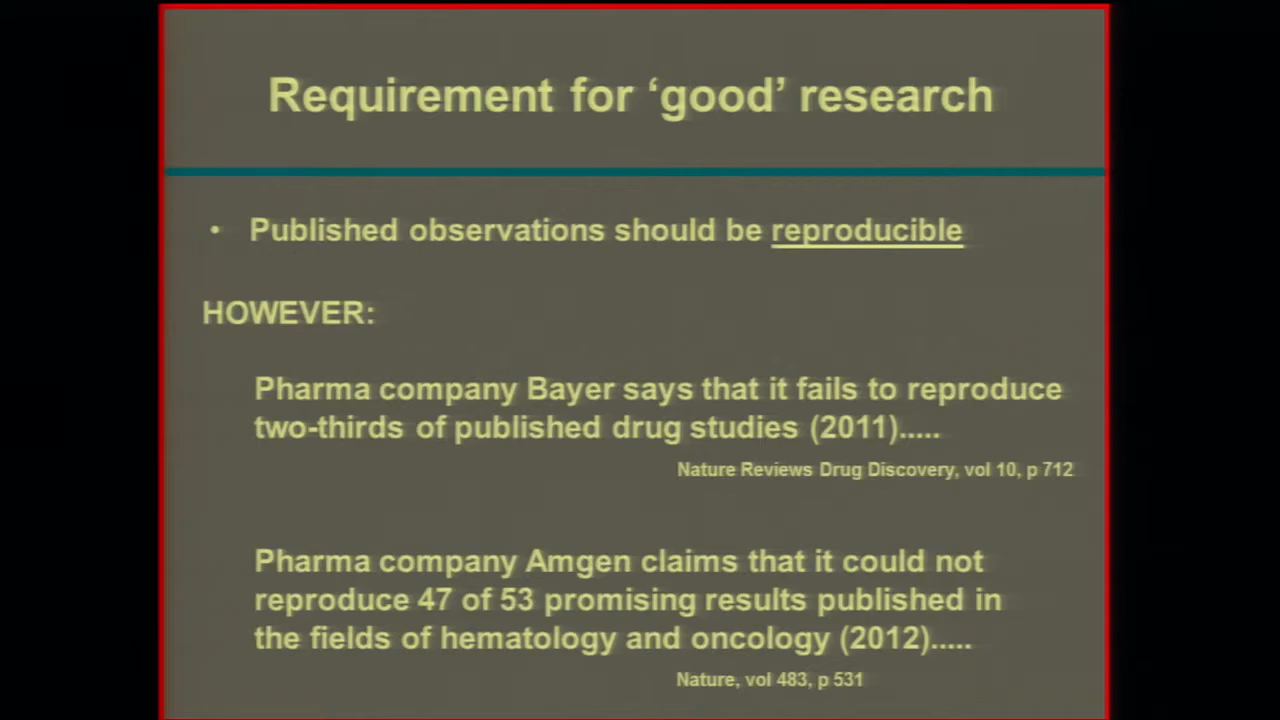 Requirement for ‘good’ research
• Published observations should be reproducible
HOWEVER:
Pharma company Bayer says that it fails to reproduce
two-thirds of published drug studies (2011).....
Nature Reviews Drug Discovery, vol 10, p 712
Pharma company Amgen claims that it could not
reproduce 47 of 53 promising results published in
the fields of hematology and oncology (2012).....
Nature, vol 483, p 531